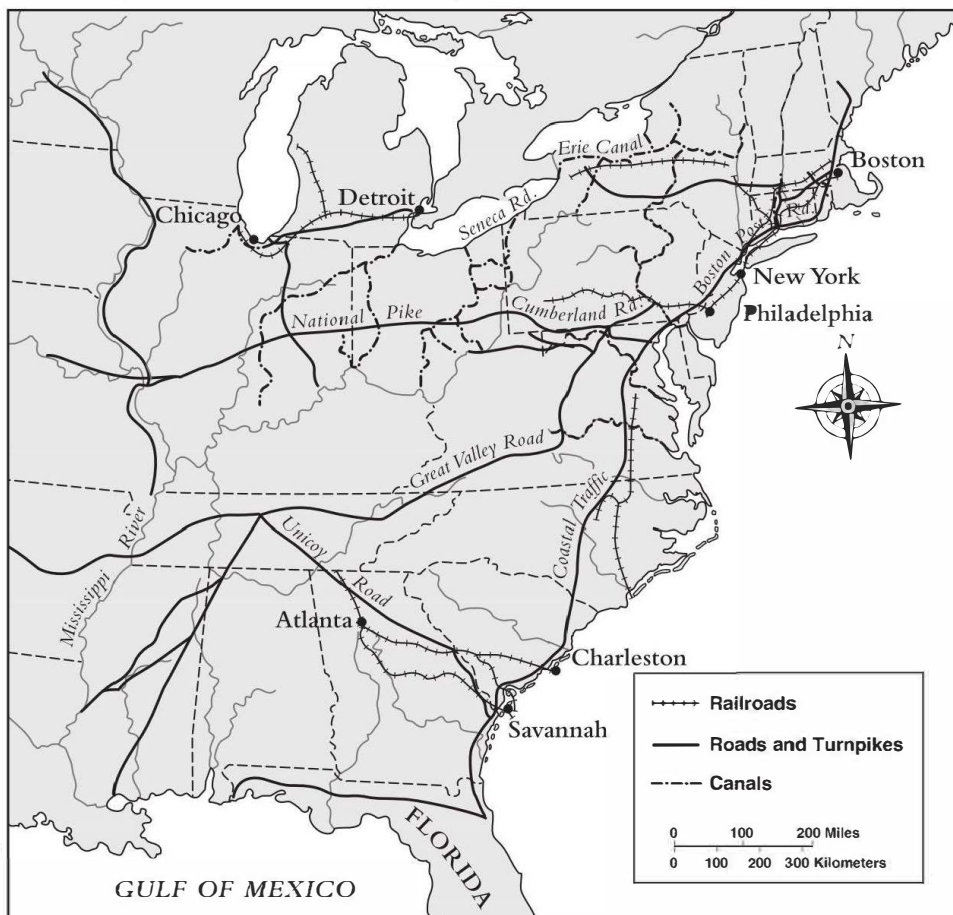 Erie Canal
Boston
Detroit
Seneca Rd.
Chicago
Boston Post Rd.
New York
National Pike
Cumberland Rd.
Philadelphia
N
Great Valley Road
Coastal Traffic
Mississippi River
Unicoy Road
Atlanta
Charleston
Savannah
Railroads
Roads and Turnpikes
Canals
0 100 200 Miles
0 100 200 300 Kilometers
FLORIDA
GULF OF MEXICO